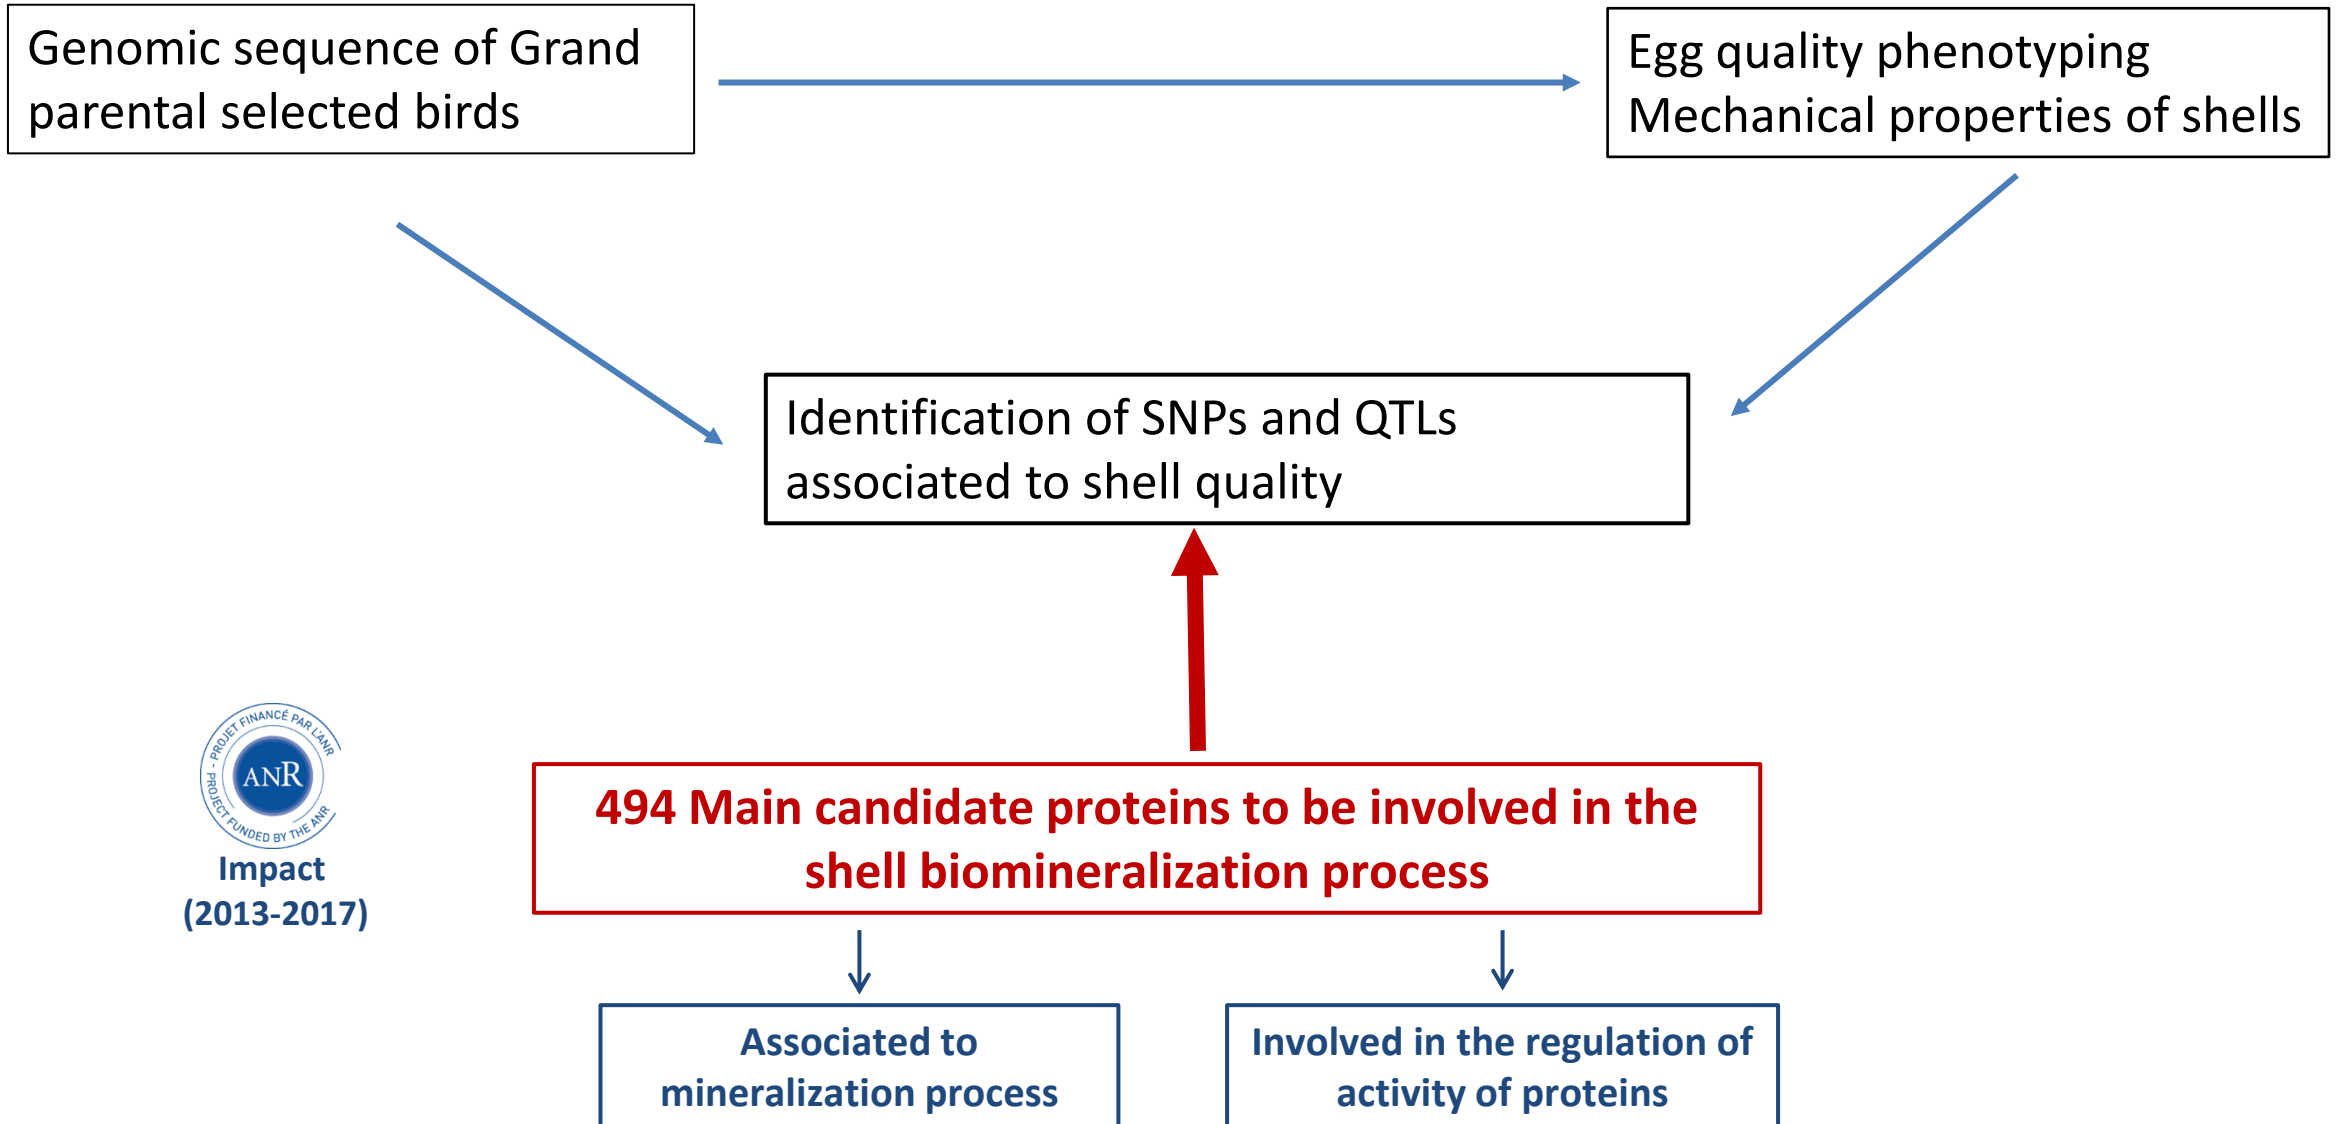 Genomic sequence of Grand
parental selected birds
Egg quality phenotyping
Mechanical properties of shells
Identification of SNPs and QTLs
associated to shell quality
PROJET FINANCÉ PAR L'ANR
PROJECT FUNDED BY THE ANR -
ANR
Impact
(2013-2017)
494 Main candidate proteins to be involved in the
shell biomineralization process
Associated to
mineralization process
Involved in the regulation of
activity of proteins